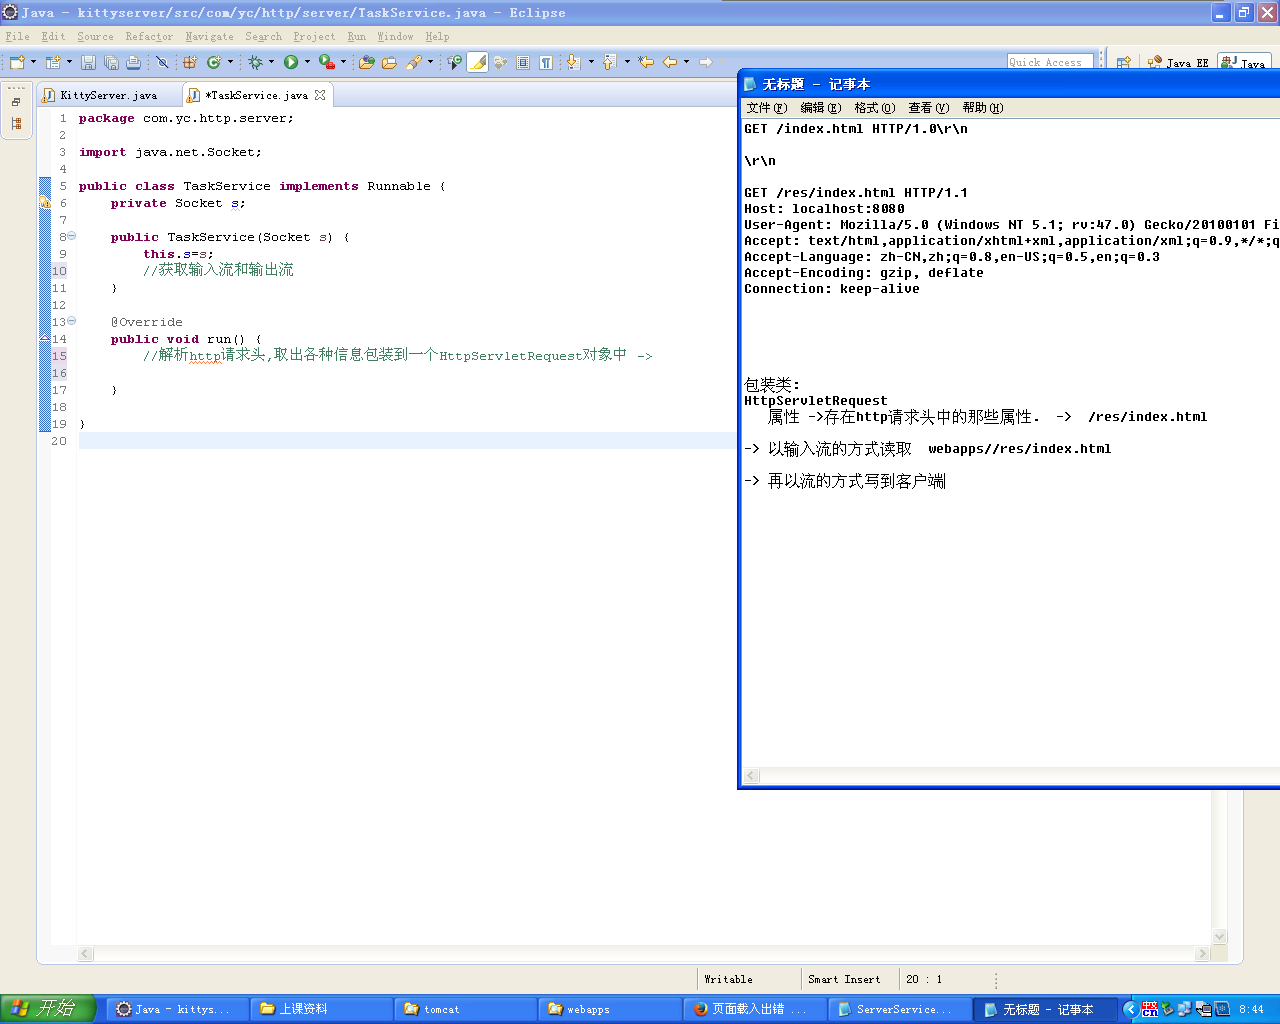 Java - kittyserver/src/com/yc/http/server/TaskService.java - Eclipse
File Edit Source Refactor Navigate Search Project Run Window Help
Quick Access
Java EE
Java
KittyServer.java
*TaskService.java
1 package com.yc.http.server;
2
3 import java.net.Socket;
4
5 public class TaskService implements Runnable {
6 private Socket s;
7
8 public TaskService(Socket s) {
9 this.s=s;
10 //获取输入流和输出流
11 }
12
13 @Override
14 public void run() {
15 //解析http请求头,取出各种信息包装到一个HttpServletRequest对象中 ->
16
17 }
18
19 }
20
无标题 - 记事本
文件(F) 编辑(E) 格式(O) 查看(V) 帮助(H)
GET /index.html HTTP/1.0\r\n
\r\n
GET /res/index.html HTTP/1.1
Host: localhost:8080
User-Agent: Mozilla/5.0 (Windows NT 5.1; rv:47.0) Gecko/20100101 Fi
Accept: text/html,application/xhtml+xml,application/xml;q=0.9,*/*;q
Accept-Language: zh-CN,zh;q=0.8,en-US;q=0.5,en;q=0.3
Accept-Encoding: gzip, deflate
Connection: keep-alive
包装类:
HttpServletRequest
属性 ->存在http请求头中的那些属性. -> /res/index.html
-> 以输入流的方式读取 webapps//res/index.html
-> 再以流的方式写到客户端
Writable
Smart Insert
20 : 1
开始
Java - kittys...
上课资料
tomcat
webapps
页面载入出错 ...
ServerService...
无标题 - 记事本
CH
8:44